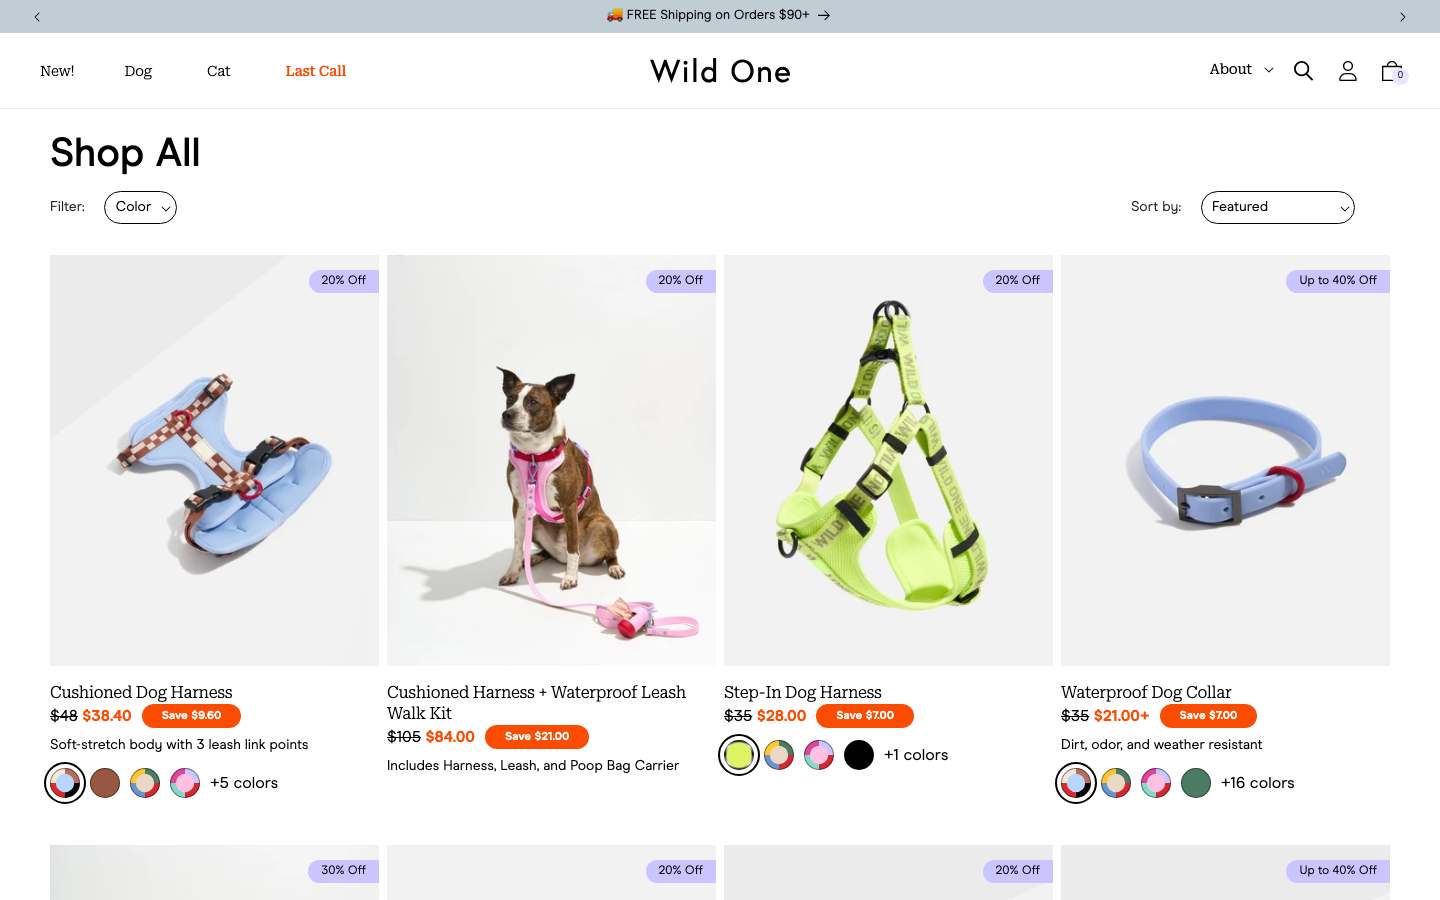 🚚 FREE Shipping on Orders $90+ →
New! Dog Cat Last Call
Wild One
About
0
Shop All
Filter: Color
Sort by: Featured
20% Off
20% Off
20% Off
Up to 40% Off
WILD ONE
WILD ONE
Cushioned Dog Harness
$48 $38.40 Save $9.60
Soft-stretch body with 3 leash link points
+5 colors
Cushioned Harness + Waterproof Leash
Walk Kit
$105 $84.00 Save $21.00
Includes Harness, Leash, and Poop Bag Carrier
Step-In Dog Harness
$35 $28.00 Save $7.00
+1 colors
Waterproof Dog Collar
$35 $21.00+ Save $7.00
Dirt, odor, and weather resistant
+16 colors
30% Off
20% Off
20% Off
Up to 40% Off